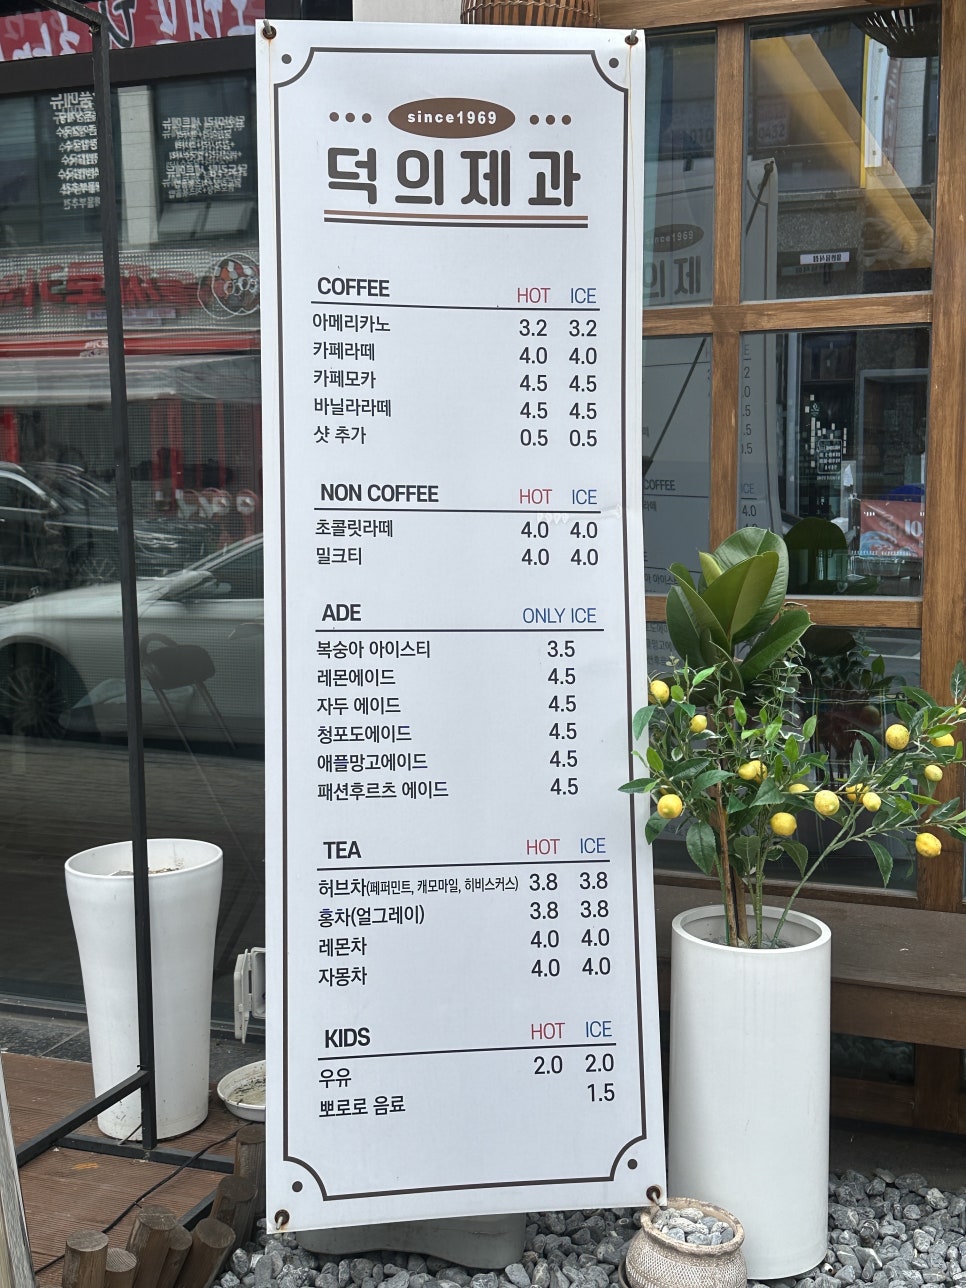 since1969
덕의제과
COFFEE HOT ICE
아메리카노 3.2 3.2
카페라떼 4.0 4.0
카페모카 4.5 4.5
바닐라라떼 4.5 4.5
샷 추가 0.5 0.5
NON COFFEE HOT ICE
초콜릿라떼 4.0 4.0
밀크티 4.0 4.0
ADE ONLY ICE
복숭아 아이스티 3.5
레몬에이드 4.5
자두 에이드 4.5
청포도에이드 4.5
애플망고에이드 4.5
패션후르츠 에이드 4.5
TEA HOT ICE
허브차(페퍼민트, 캐모마일, 히비스커스) 3.8 3.8
홍차(얼그레이) 3.8 3.8
레몬차 4.0 4.0
자몽차 4.0 4.0
KIDS HOT ICE
우유 2.0 2.0
뽀로로 음료 1.5